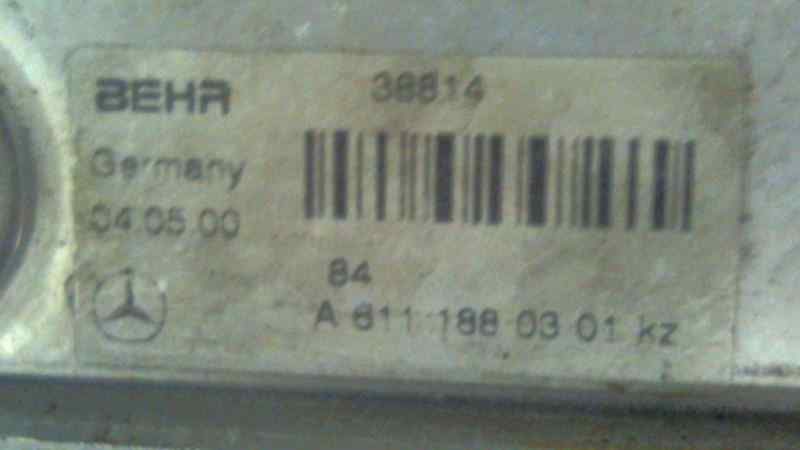 BEHR
38814
Germany
04.05.00
84
A 611 188 03 01 kz